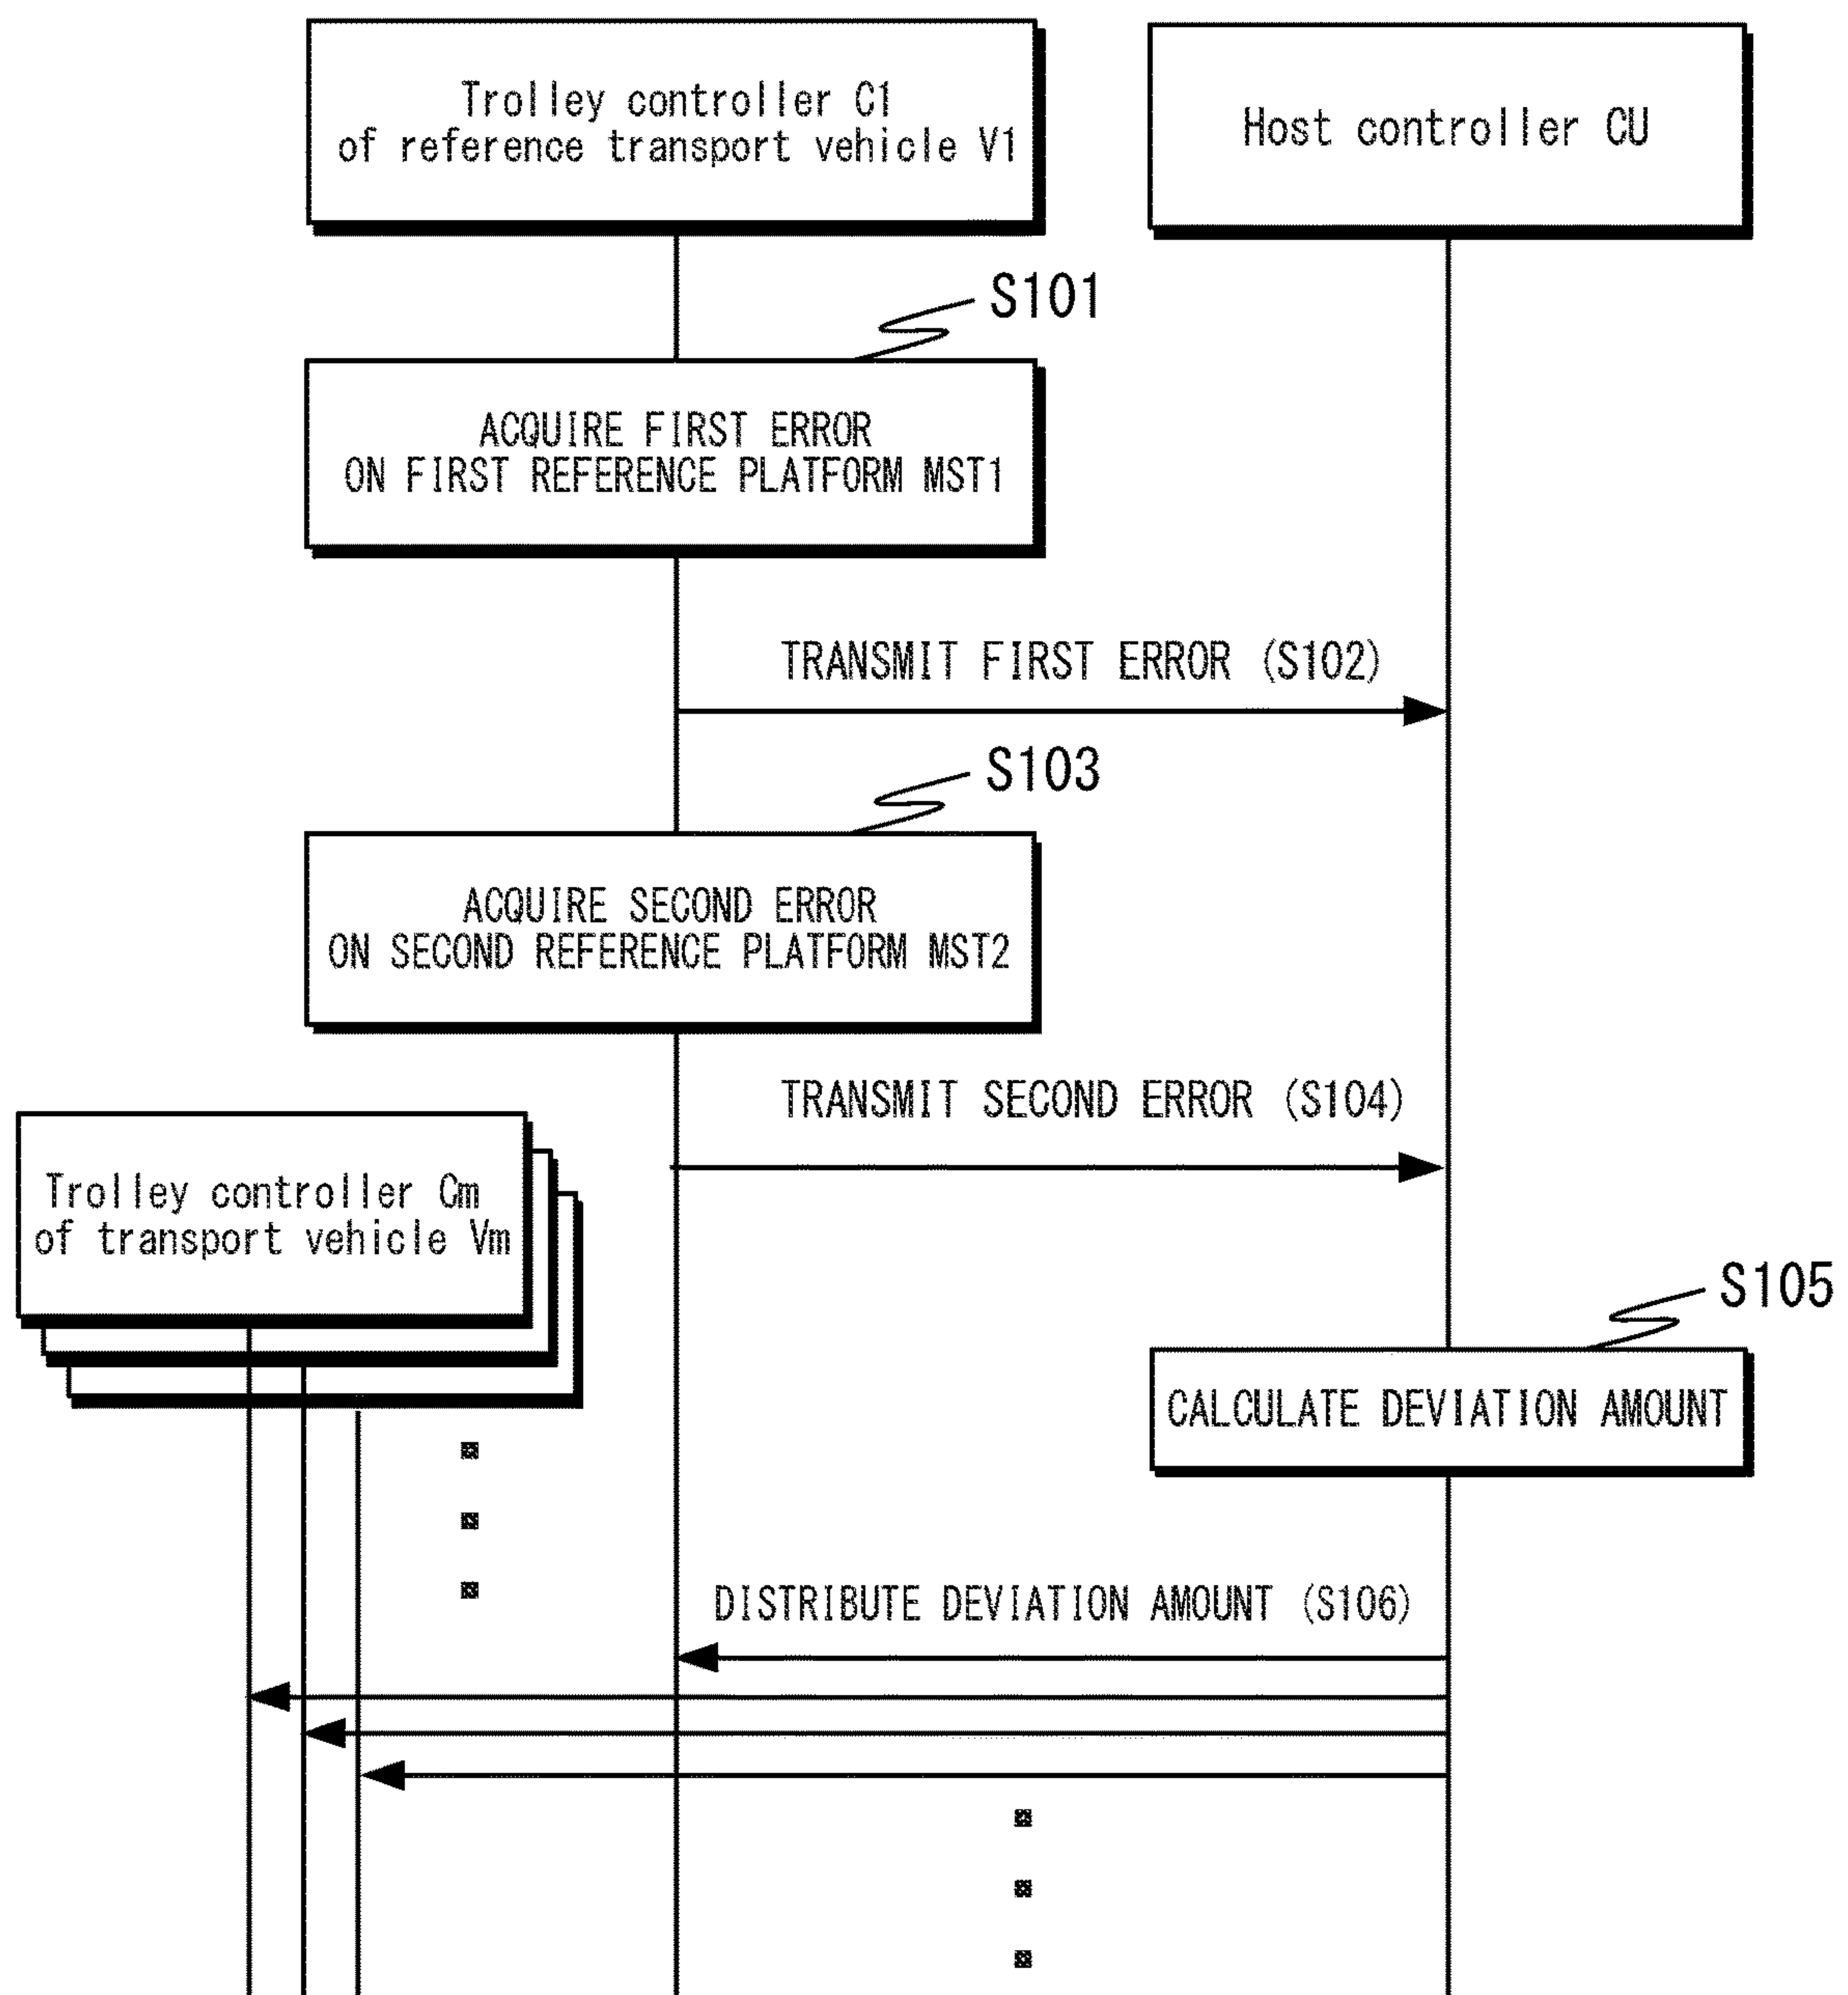 Trolley controller C1
of reference transport vehicle V1
Host controller CU
S101
ACQUIRE FIRST ERROR
ON FIRST REFERENCE PLATFORM MST1
TRANSMIT FIRST ERROR (S102)
S103
ACQUIRE SECOND ERROR
ON SECOND REFERENCE PLATFORM MST2
TRANSMIT SECOND ERROR (S104)
Trolley controller Cm
of transport vehicle Vm
S105
CALCULATE DEVIATION AMOUNT
DISTRIBUTE DEVIATION AMOUNT (S106)